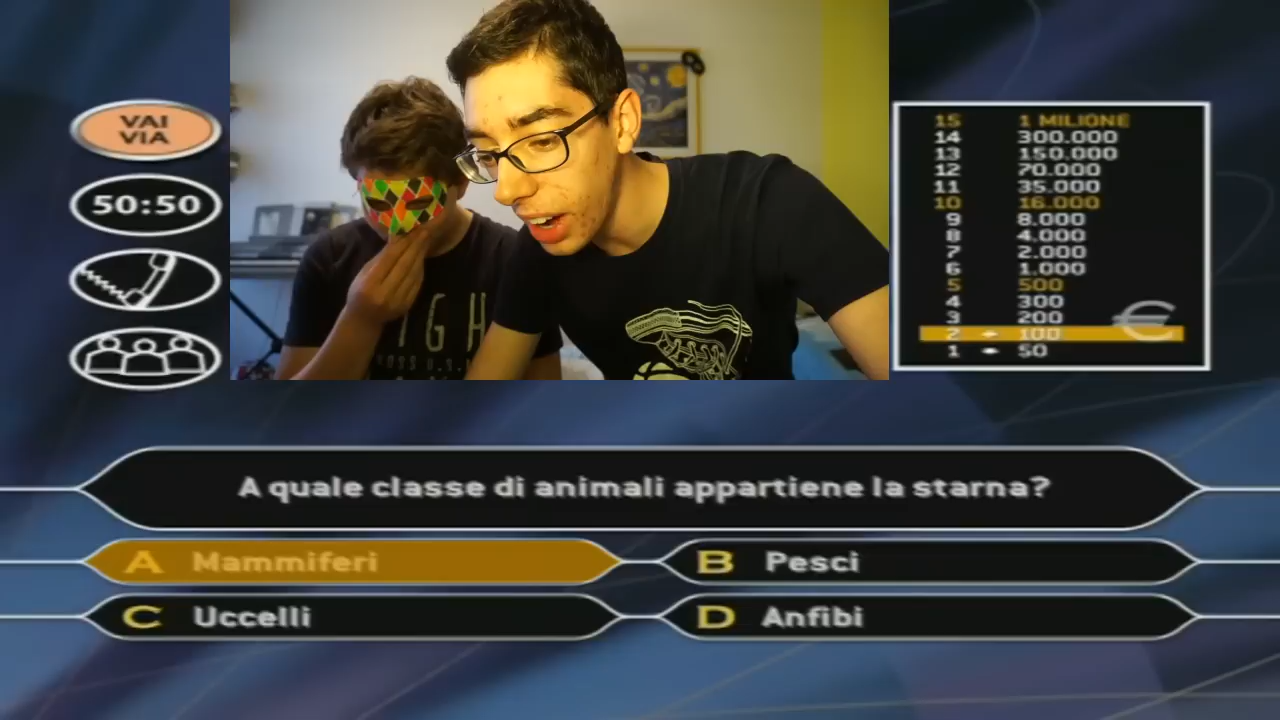 VAI
VIA
50:50
15 1 MILIONE
14 300.000
13 150.000
12 70.000
11 35.000
10 16.000
9 8.000
8 4.000
7 2.000
6 1.000
5 500
4 300
3 200
2 100
1 50
€
IGH
A quale classe di animali appartiene la starna?
A Mammiferi
B Pesci
C Uccelli
D Anfibi